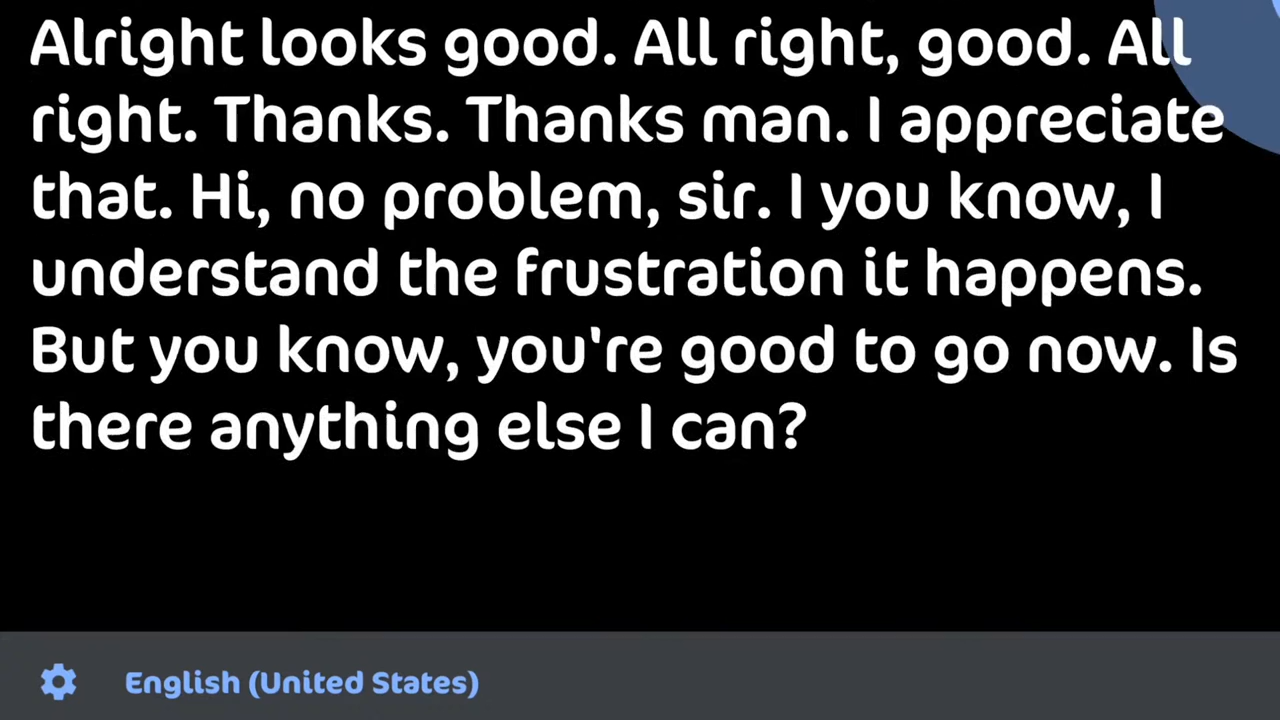 Alright looks good. All right, good. All
right. Thanks. Thanks man. I appreciate
that. Hi, no problem, sir. I you know, I
understand the frustration it happens.
But you know, you're good to go now. Is
there anything else I can?
English (United States)